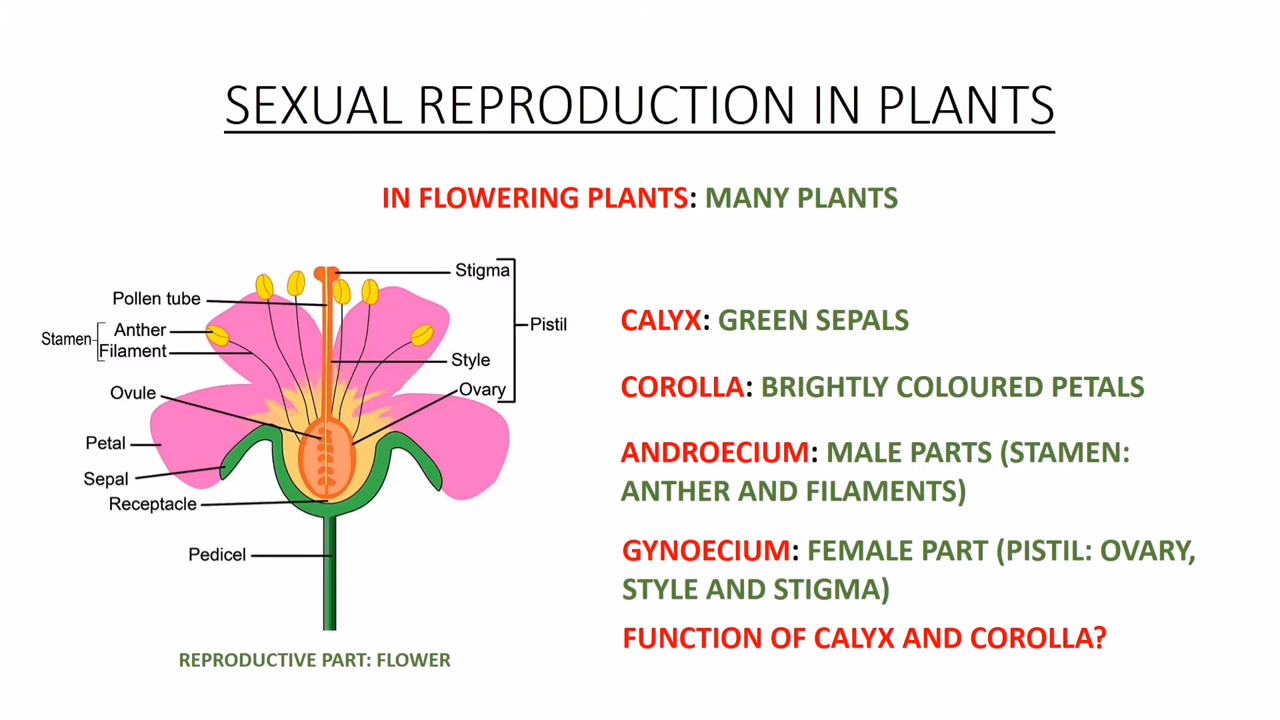 SEXUAL REPRODUCTION IN PLANTS
IN FLOWERING PLANTS: MANY PLANTS
Stigma
Pollen tube
Pistil
Anther
Stamen
Filament
Style
Ovule
Ovary
Petal
Sepal
Receptacle
Pedicel
REPRODUCTIVE PART: FLOWER
CALYX: GREEN SEPALS
COROLLA: BRIGHTLY COLOURED PETALS
ANDROECIUM: MALE PARTS (STAMEN:
ANTHER AND FILAMENTS)
GYNOECIUM: FEMALE PART (PISTIL: OVARY,
STYLE AND STIGMA)
FUNCTION OF CALYX AND COROLLA?